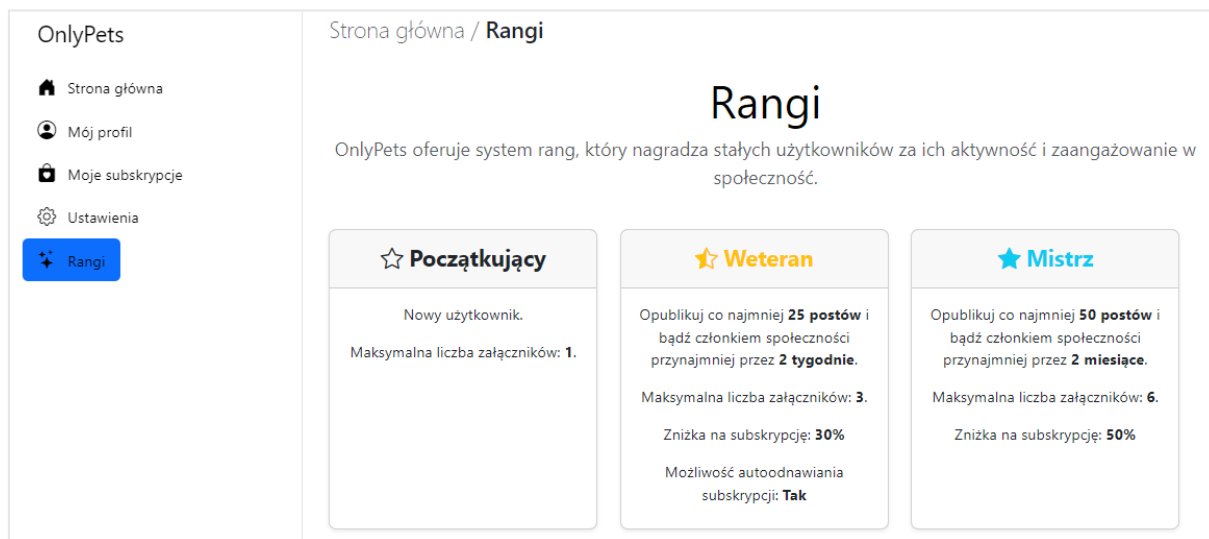 OnlyPets
Strona główna
Mój profil
Moje subskrypcje
Ustawienia
Rangi
Strona główna / Rangi
Rangi
OnlyPets oferuje system rang, który nagradza stałych użytkowników za ich aktywność i zaangażowanie w
społeczność.
Początkujący
Nowy użytkownik.
Maksymalna liczba załączników: 1.
Weteran
Opublikuj co najmniej 25 postów i
bądź członkiem społeczności
przynajmniej przez 2 tygodnie.
Maksymalna liczba załączników: 3.
Zniżka na subskrypcję: 30%
Możliwość autoodnawiania
subskrypcji: Tak
Mistrz
Opublikuj co najmniej 50 postów i
bądź członkiem społeczności
przynajmniej przez 2 miesiące.
Maksymalna liczba załączników: 6.
Zniżka na subskrypcję: 50%